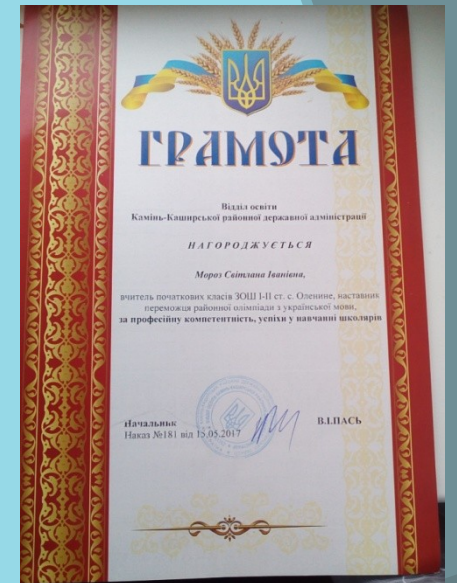 ГРАМОТА
Відділ освіти
Камінь-Каширської районної державної адміністрації
НАГОРОДЖУЄТЬСЯ
Мороз Світлана Іванівна,
вчитель початкових класів ЗОШ І-ІІ ст. с. Оленине, наставник
переможця районної олімпіади з української мови,
за професійну компетентність, успіхи у навчанні школярів
Начальник В.І.ПАСЬ
Наказ №181 від 15.05.2017